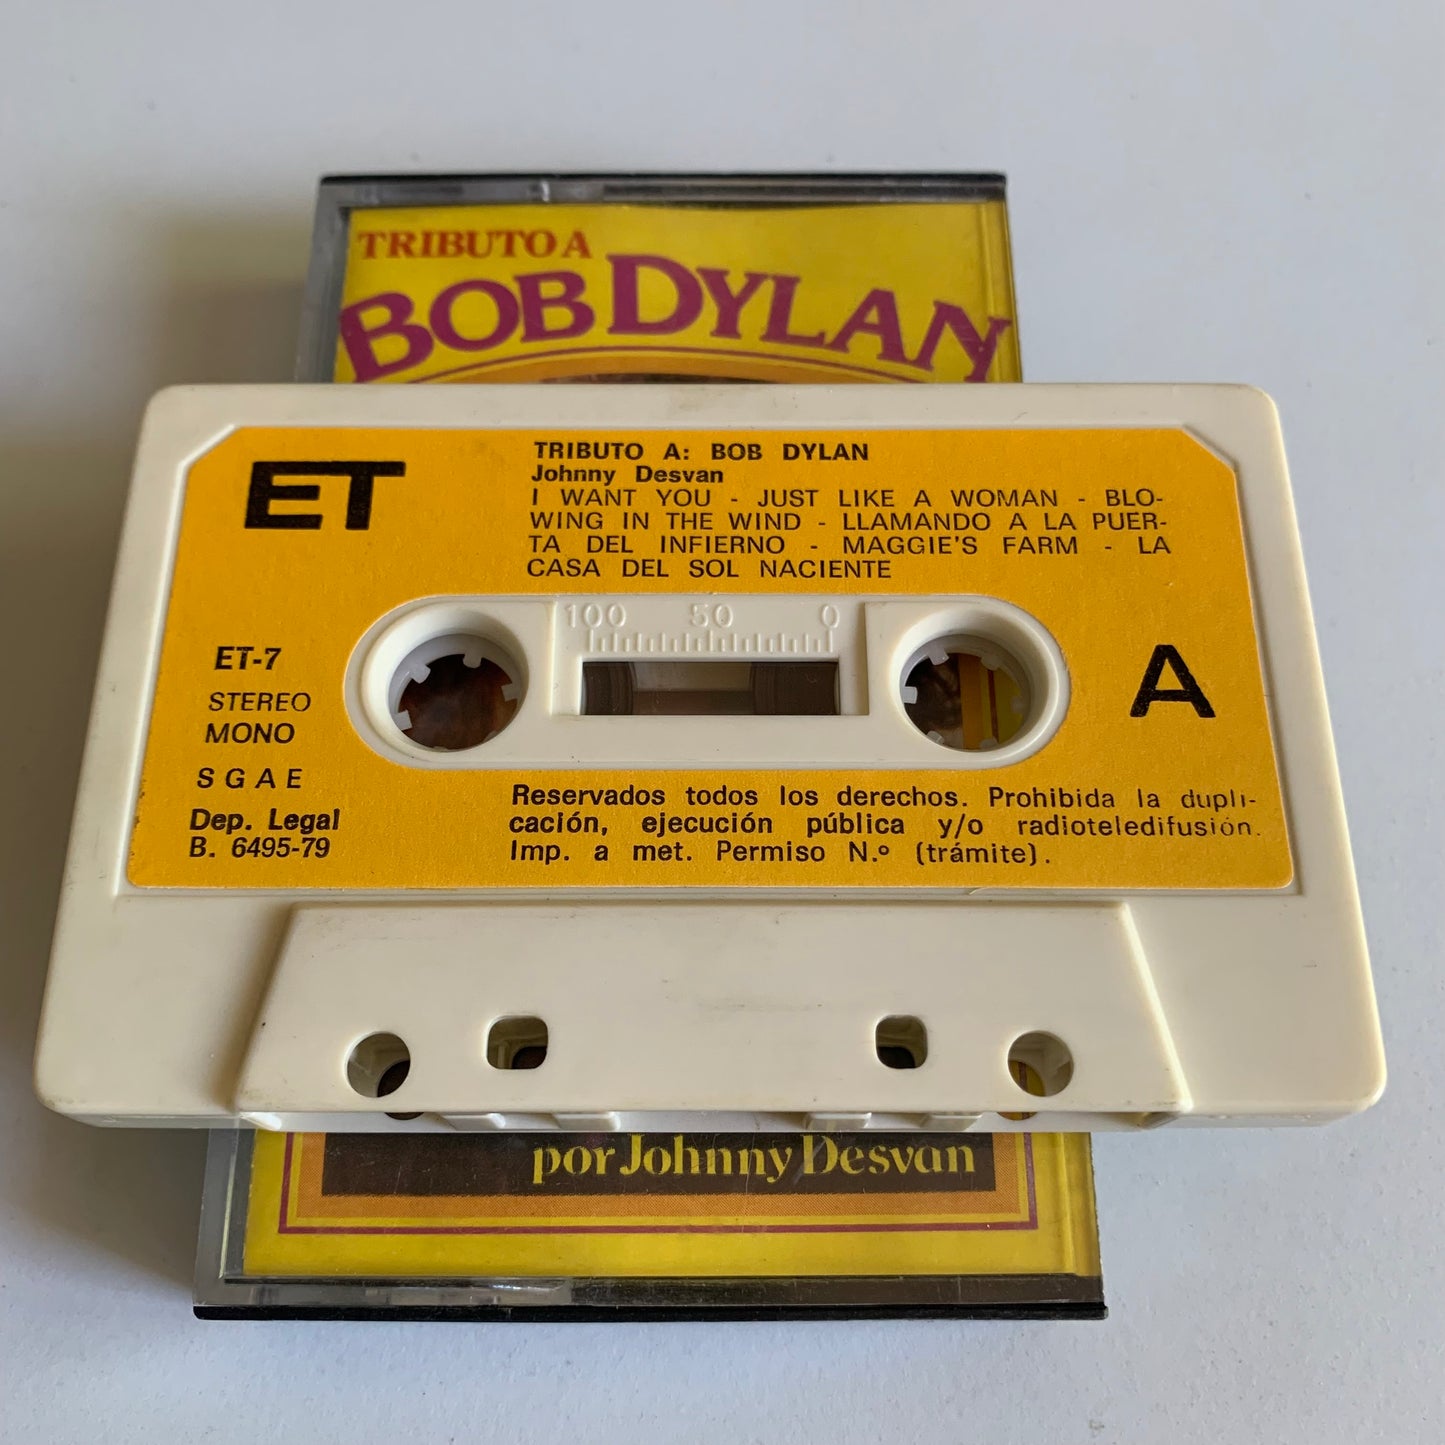 TRIBUTO A
BOB DYLAN
ET
TRIBUTO A: BOB DYLAN
Johnny Desvan
I WANT YOU - JUST LIKE A WOMAN - BLO-
WING IN THE WIND - LLAMANDO A LA PUER-
TA DEL INFIERNO - MAGGIE'S FARM - LA
CASA DEL SOL NACIENTE
100 50 0
ET-7
STEREO
MONO
SGAE
Dep. Legal
B. 6495-79
A
Reservados todos los derechos. Prohibida la dupli-
cación, ejecución pública y/o radioteledifusión.
Imp. a met. Permiso N.º (trámite).
por Johnny Desvan